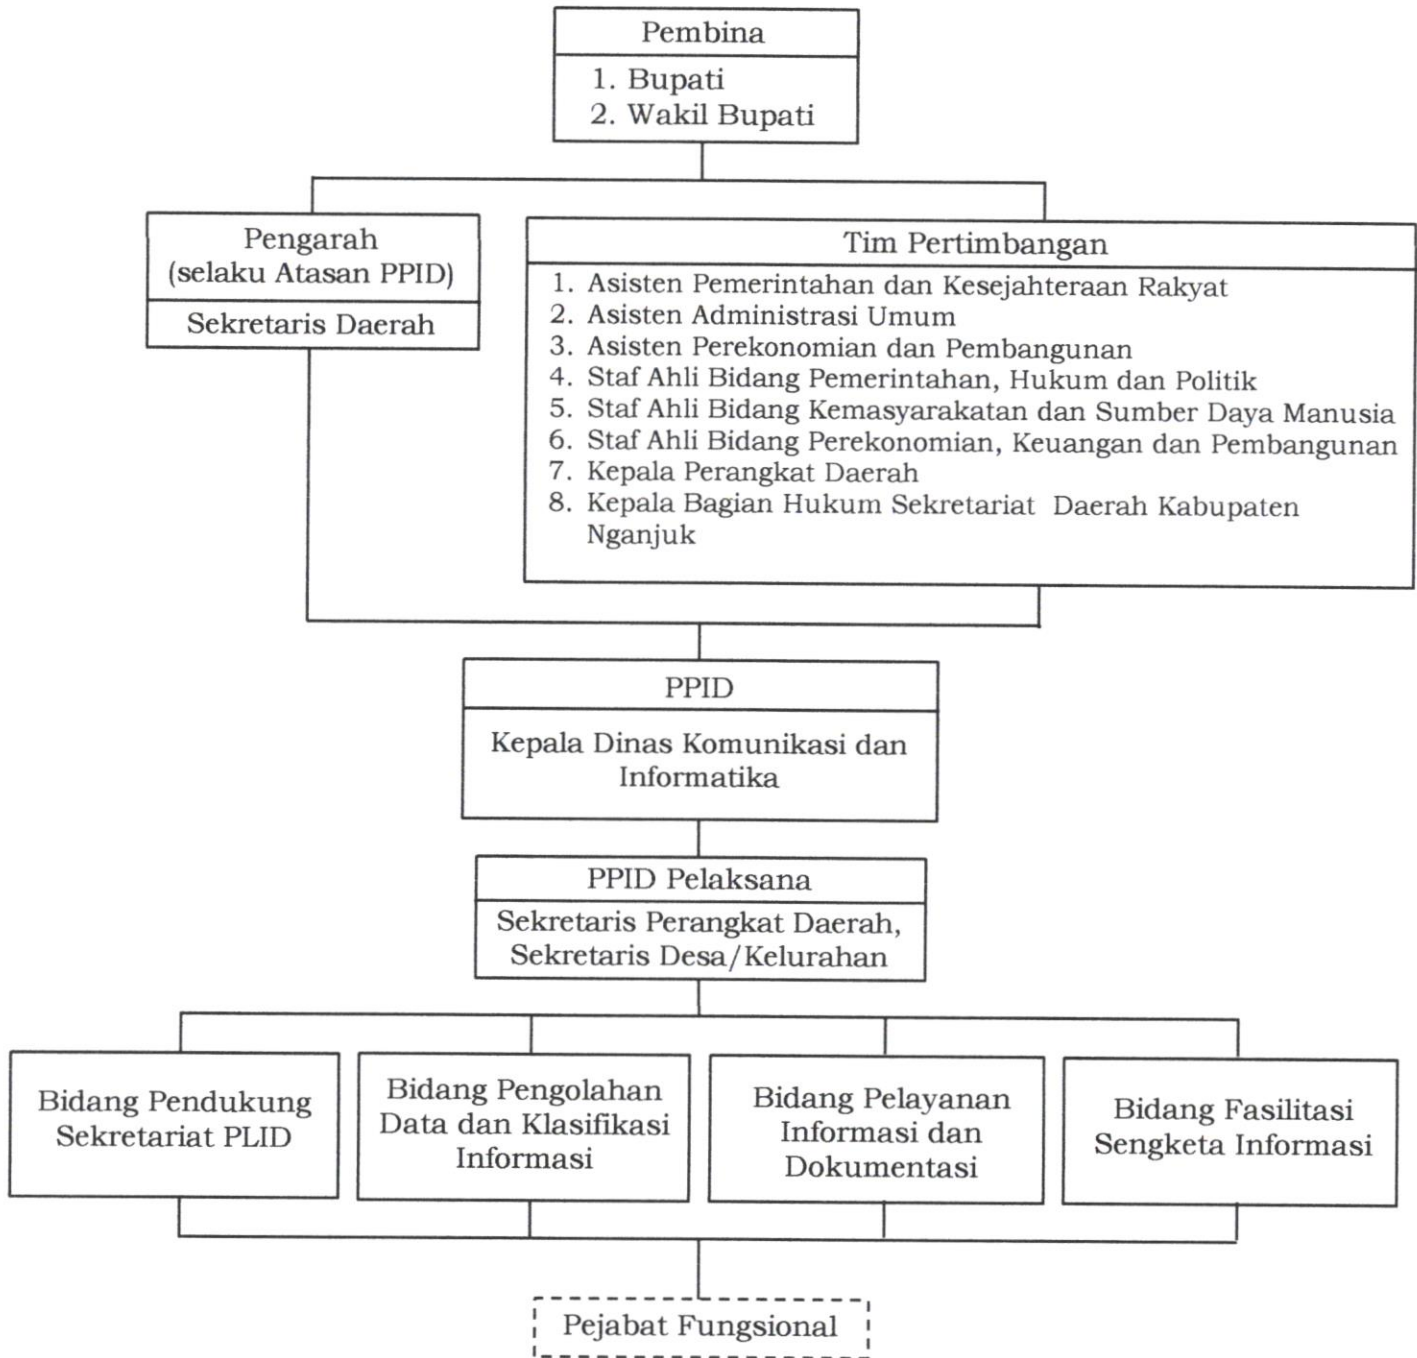 Pembina
1. Bupati
2. Wakil Bupati
Pengarah
(selaku Atasan PPID)
Sekretaris Daerah
Tim Pertimbangan
1. Asisten Pemerintahan dan Kesejahteraan Rakyat
2. Asisten Administrasi Umum
3. Asisten Perekonomian dan Pembangunan
4. Staf Ahli Bidang Pemerintahan, Hukum dan Politik
5. Staf Ahli Bidang Kemasyarakatan dan Sumber Daya Manusia
6. Staf Ahli Bidang Perekonomian, Keuangan dan Pembangunan
7. Kepala Perangkat Daerah
8. Kepala Bagian Hukum Sekretariat Daerah Kabupaten
Nganjuk
PPID
Kepala Dinas Komunikasi dan
Informatika
PPID Pelaksana
Sekretaris Perangkat Daerah,
Sekretaris Desa/Kelurahan
Bidang Pendukung
Sekretariat PLID
Bidang Pengolahan
Data dan Klasifikasi
Informasi
Bidang Pelayanan
Informasi dan
Dokumentasi
Bidang Fasilitasi
Sengketa Informasi
Pejabat Fungsional